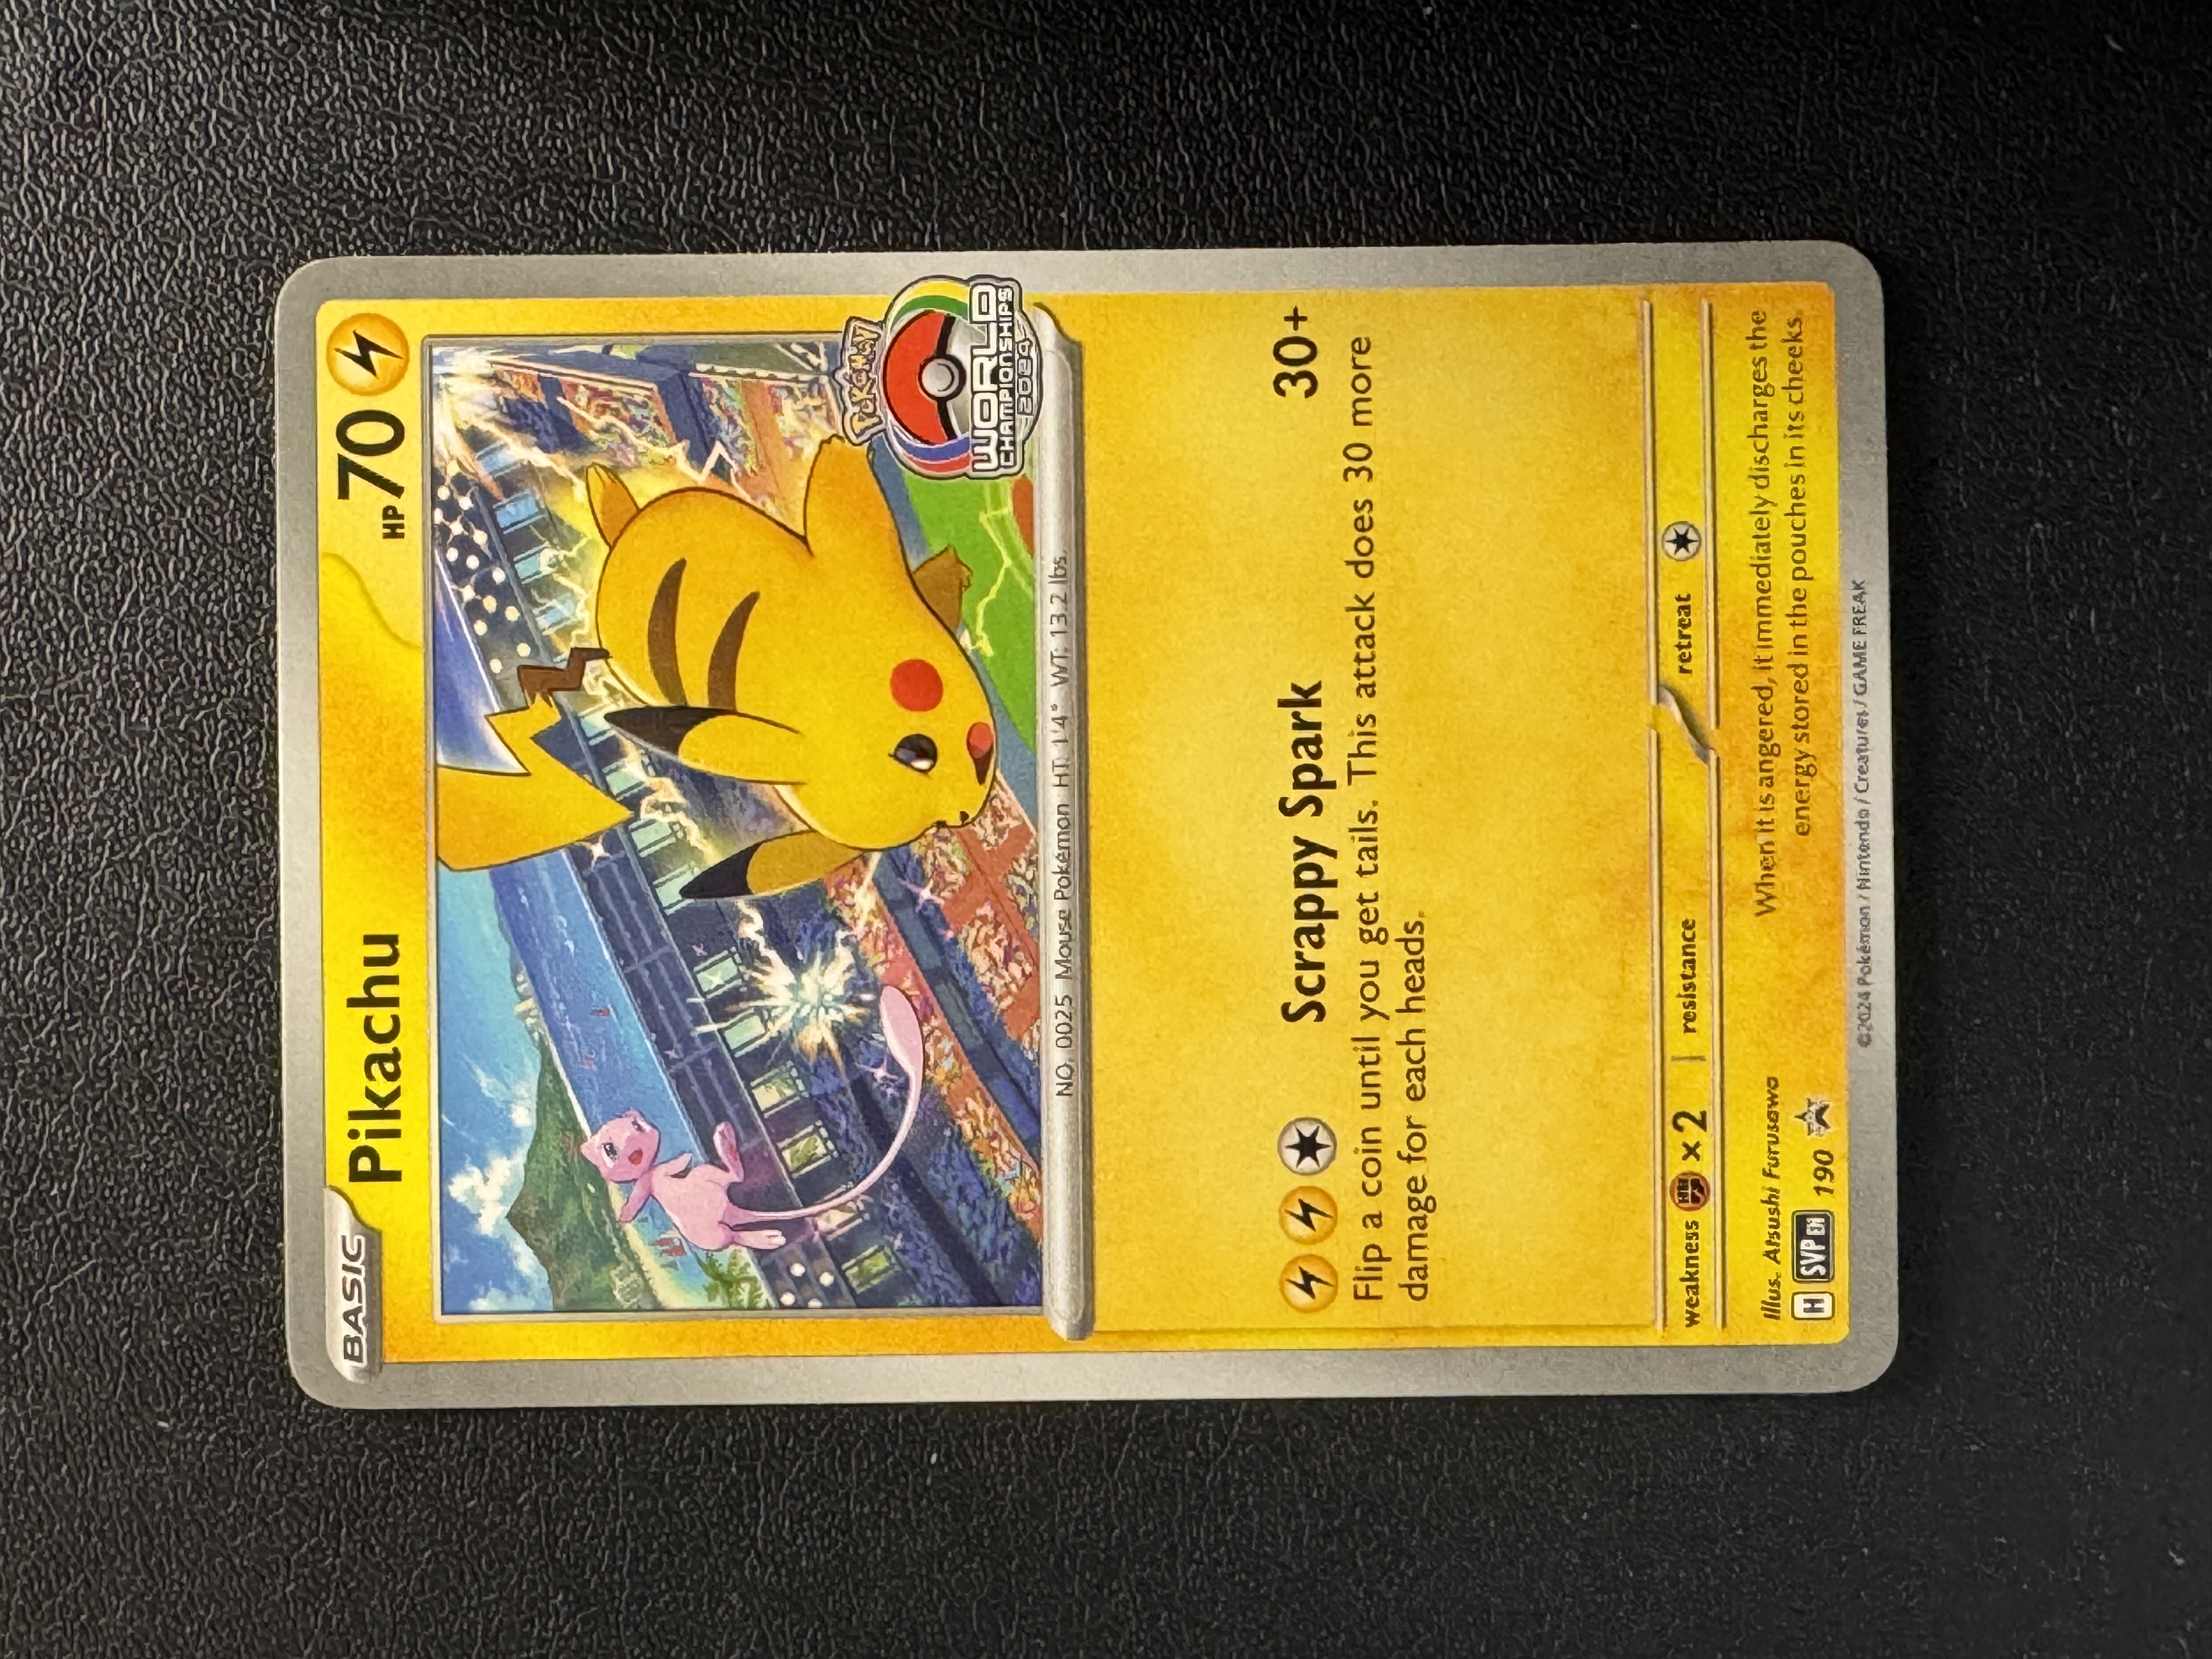 BASIC
Pikachu
HP 70
Pokémon
WORLD
CHAMPIONSHIPS
2024
NO. 0025 Mouse Pokémon HT: 1'4" WT: 13.2 lbs.
Scrappy Spark 30+
Flip a coin until you get tails. This attack does 30 more
damage for each heads.
weakness ×2 resistance retreat
Illus. Atsushi Furusawa
When it is angered, it immediately discharges the
energy stored in the pouches in its cheeks.
H SVP EN 190
©2024 Pokémon / Nintendo / Creatures / GAME FREAK